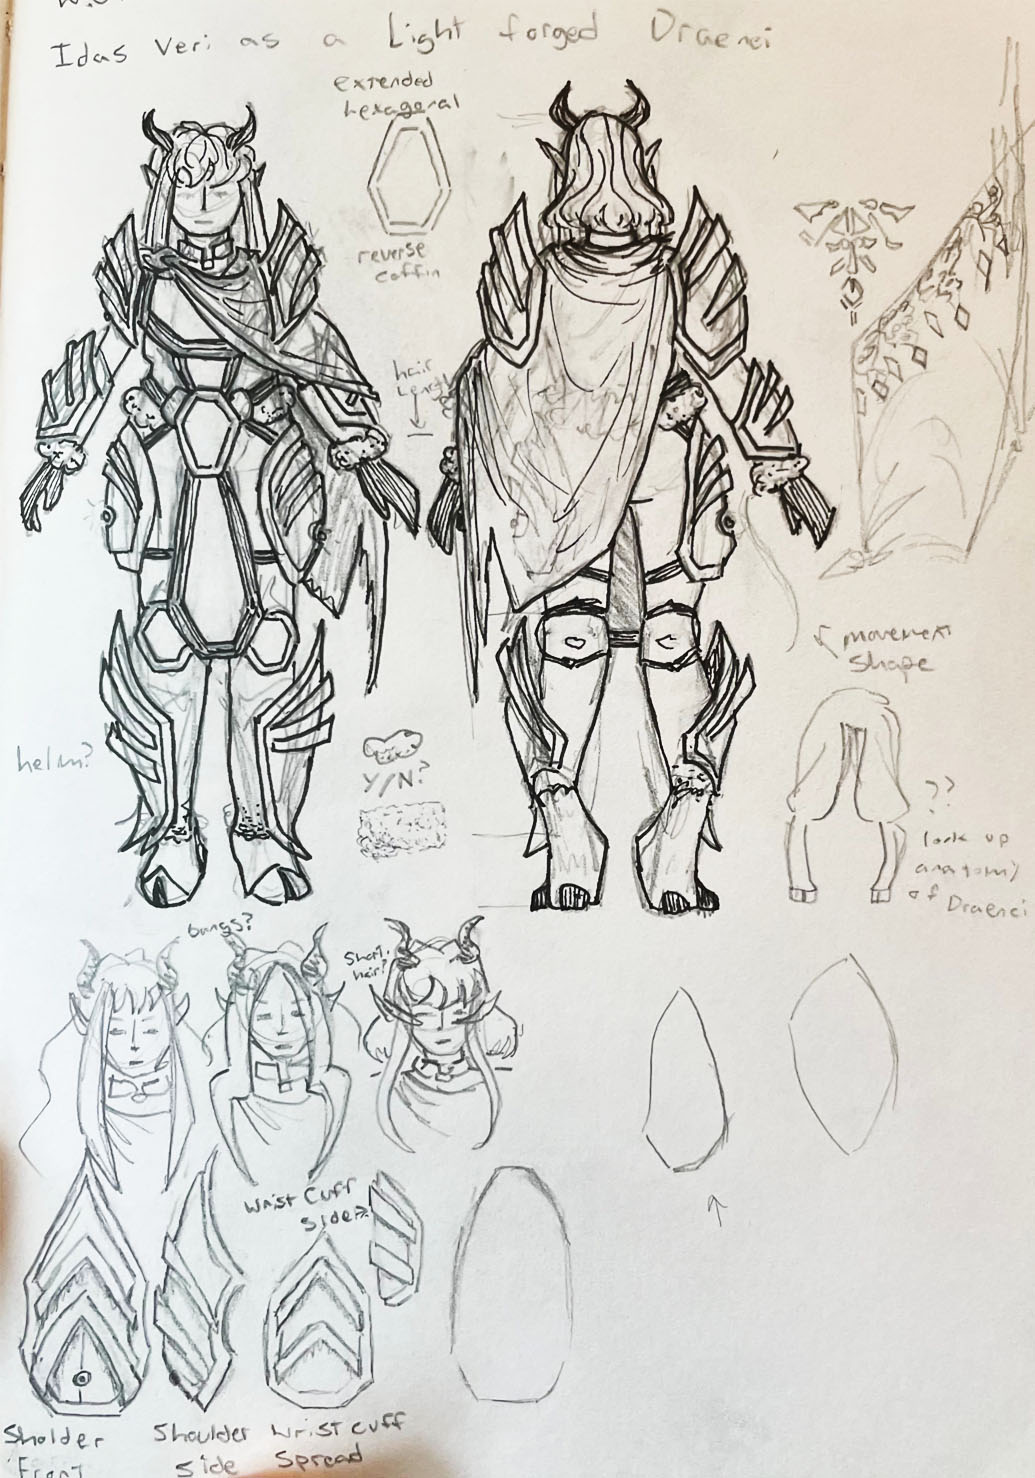 Idas Veri as a Light forged Draenei
extended
hexagonal
reverse
coffin
hair
Length
movement
shape
helm?
Y/N?
??
look up
anatomy
of Draenei
bangs?
Short
hair?
Wrist Cuff
side
Sholder
Front
Shoulder
side
Wrist cuff
Spread